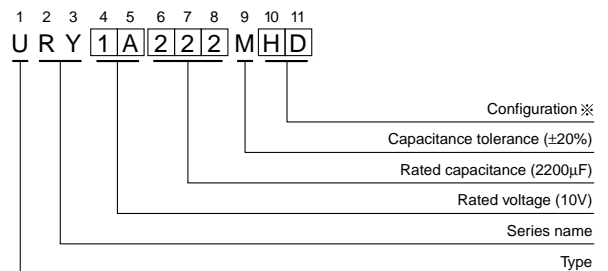 1 2 3 4 5 6 7 8 9 10 11
U R Y 1 A 2 2 2 M H D
Configuration ※
Capacitance tolerance (±20%)
Rated capacitance (2200μF)
Rated voltage (10V)
Series name
Type